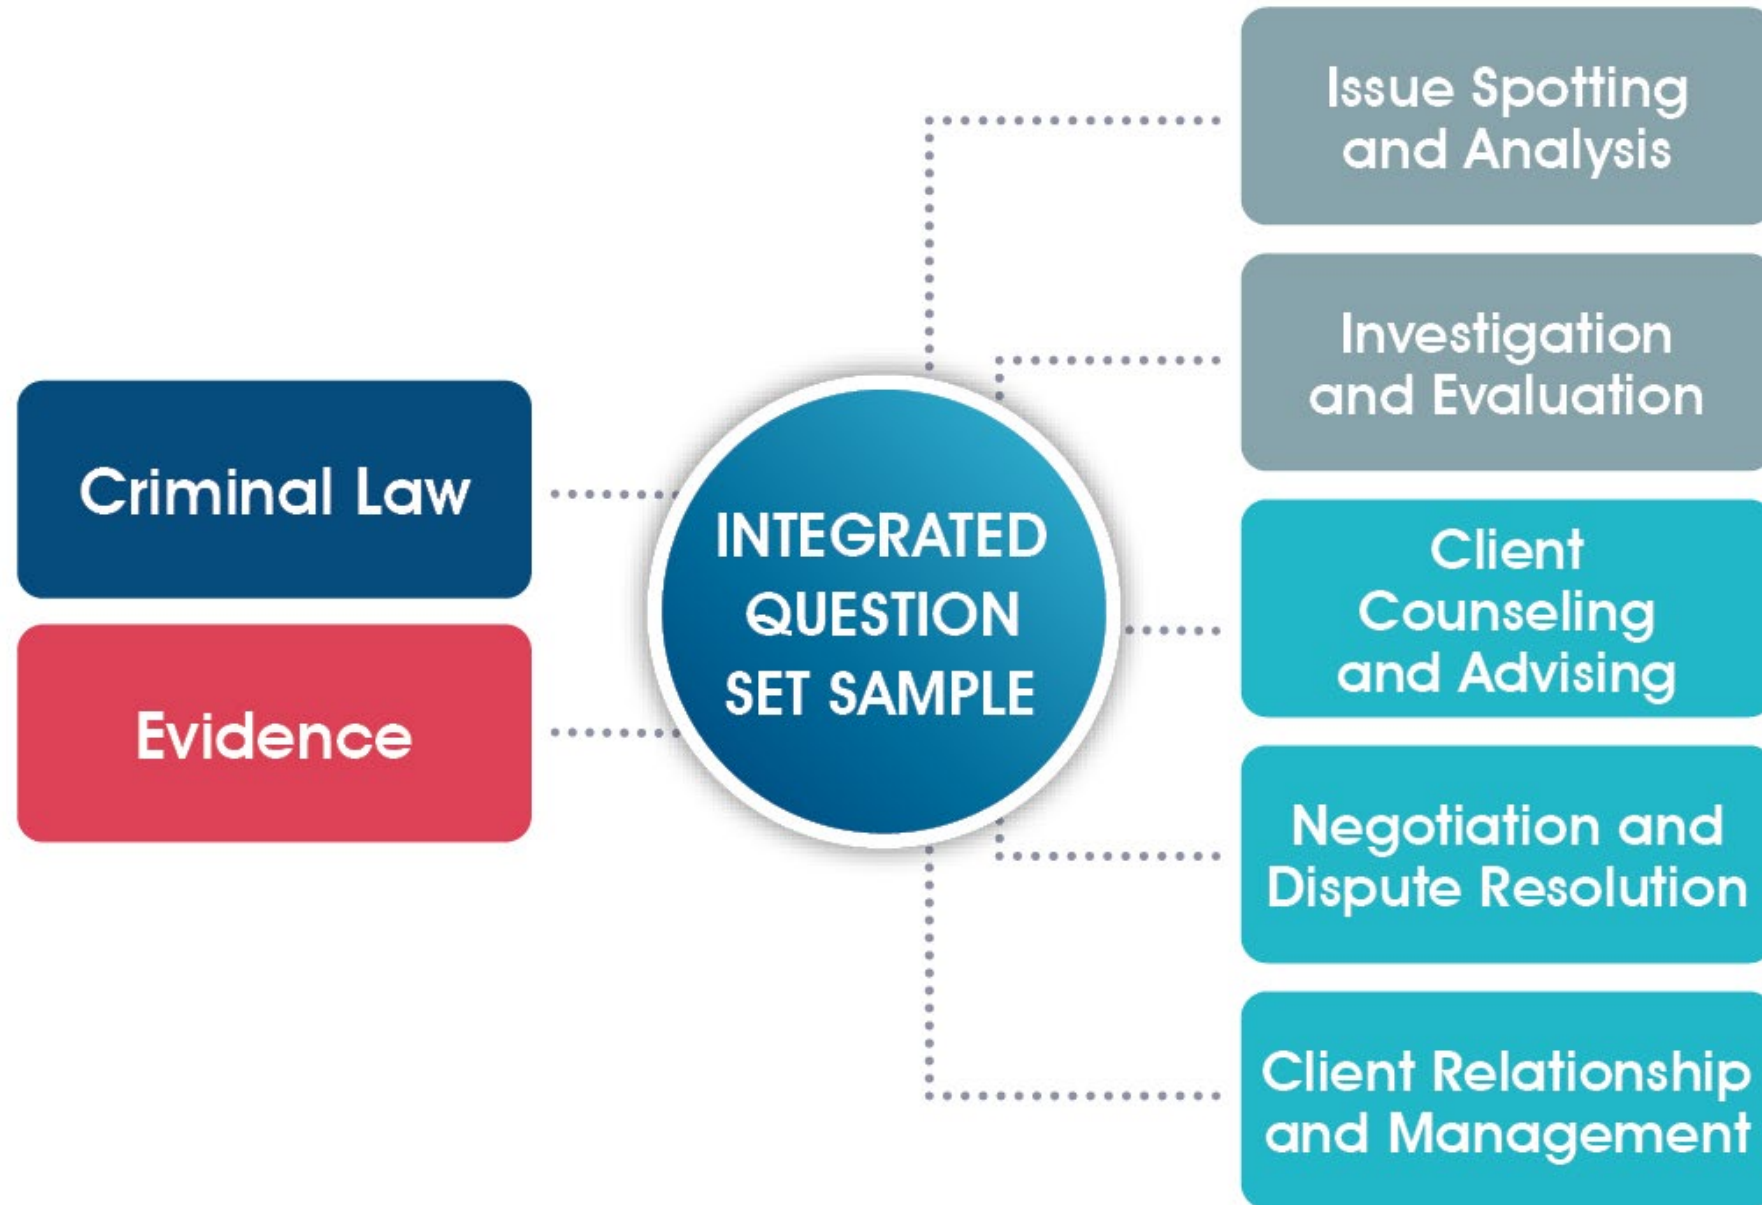 Criminal Law
Evidence
INTEGRATED
QUESTION
SET SAMPLE
Issue Spotting
and Analysis
Investigation
and Evaluation
Client
Counseling
and Advising
Negotiation and
Dispute Resolution
Client Relationship
and Management